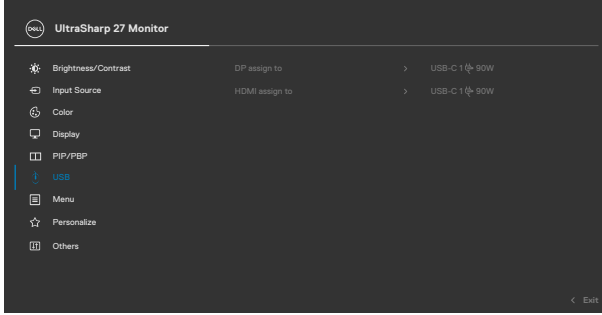 DELL UltraSharp 27 Monitor
Brightness/Contrast DP assign to > USB-C 1 90W
Input Source HDMI assign to > USB-C 1 90W
Color
Display
PIP/PBP
USB
Menu
Personalize
Others
< Exit